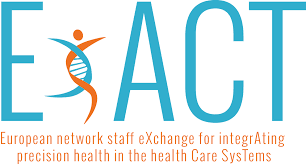 EXACT
European network staff eXchange for integrAting
precision health in the health Care SysTems